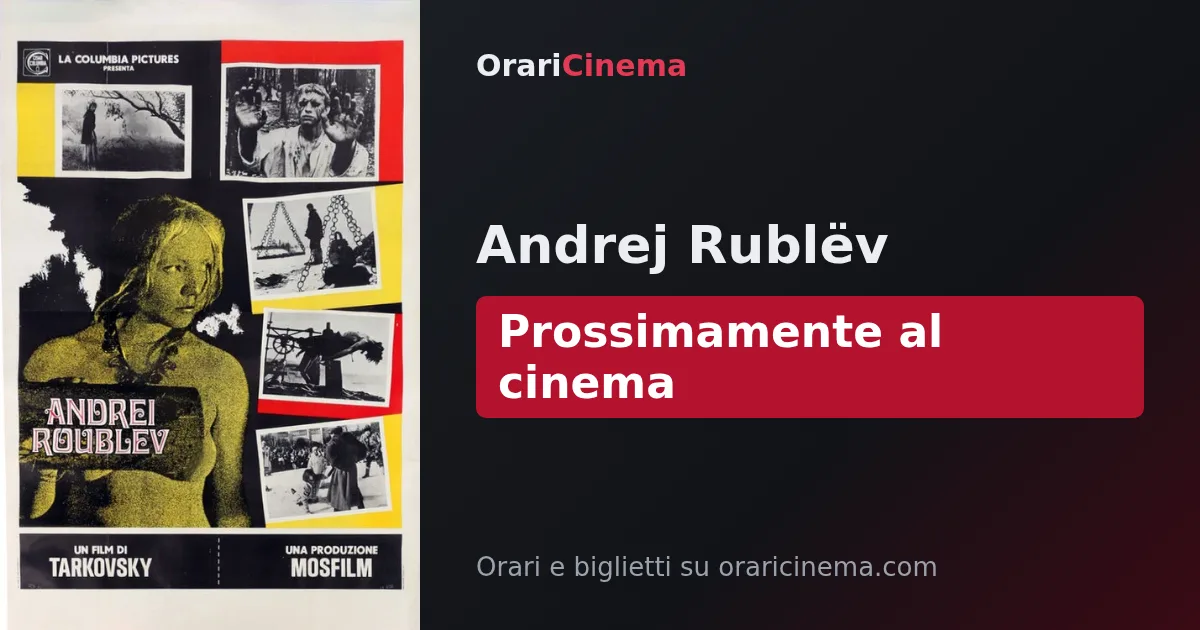 LA COLUMBIA PICTURES
PRESENTA
ANDREI
ROUBLEV
UN FILM DI
TARKOVSKY
UNA PRODUZIONE
MOSFILM
OrariCinema
Andrej Rublëv
Prossimamente al
cinema
Orari e biglietti su oraricinema.com